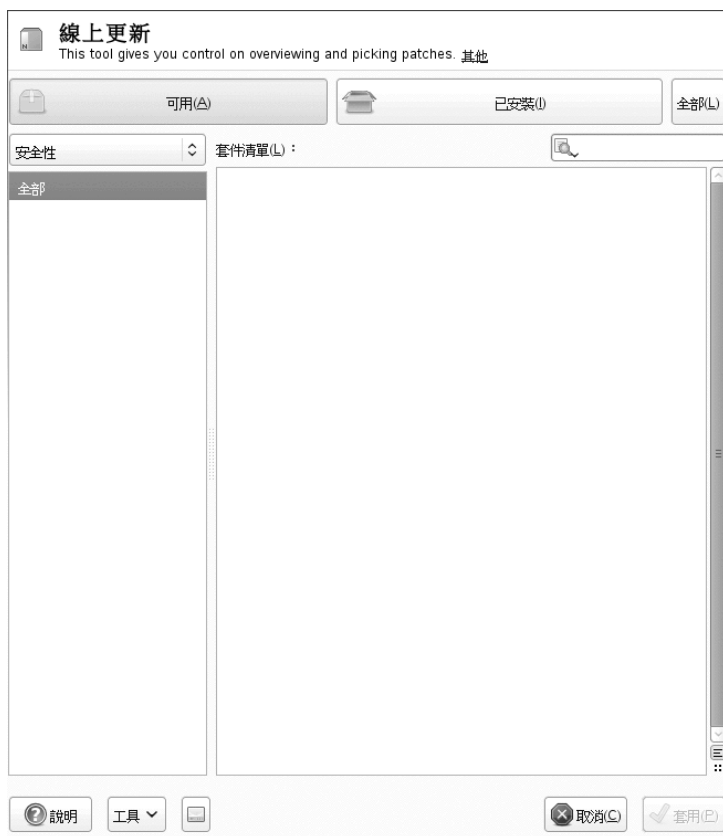 線上更新
This tool gives you control on overviewing and picking patches. 其他
可用(A) 已安裝(I) 全部(L)
安全性 套件清單(L)：
全部
說明 工具 取消(C) 套用(P)